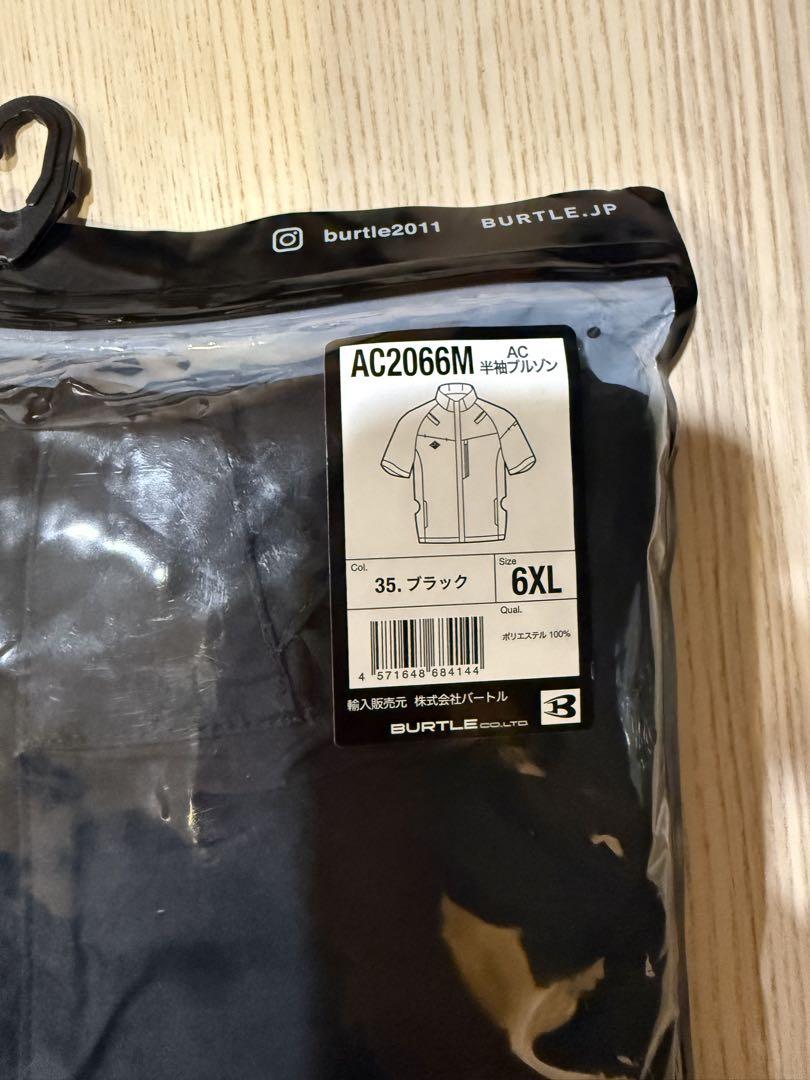 burtle2011 BURTLE.JP
AC2066M AC
半袖ブルゾン
Col. 35.ブラック
Size 6XL
Qual.
ポリエステル 100%
4 571648 684144
輸入販売元 株式会社バートル
BURTLE CO.LTD.